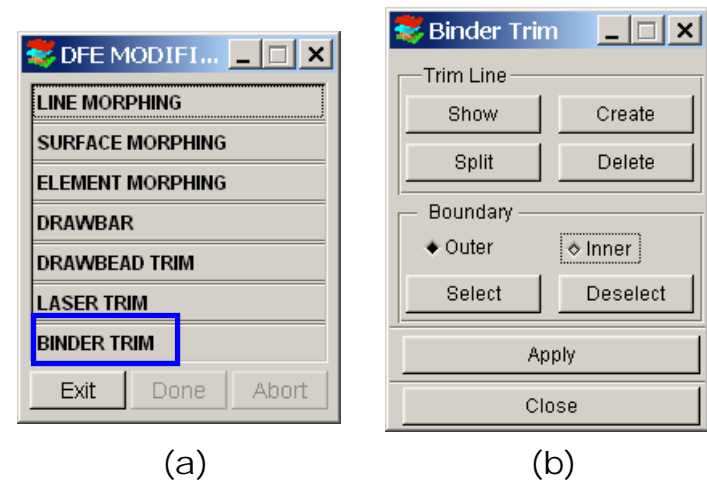 DFE MODIFI...
LINE MORPHING
SURFACE MORPHING
ELEMENT MORPHING
DRAWBAR
DRAWBEAD TRIM
LASER TRIM
BINDER TRIM
Exit Done Abort
(a)
Binder Trim
Trim Line
Show Create
Split Delete
Boundary
Outer Inner
Select Deselect
Apply
Close
(b)